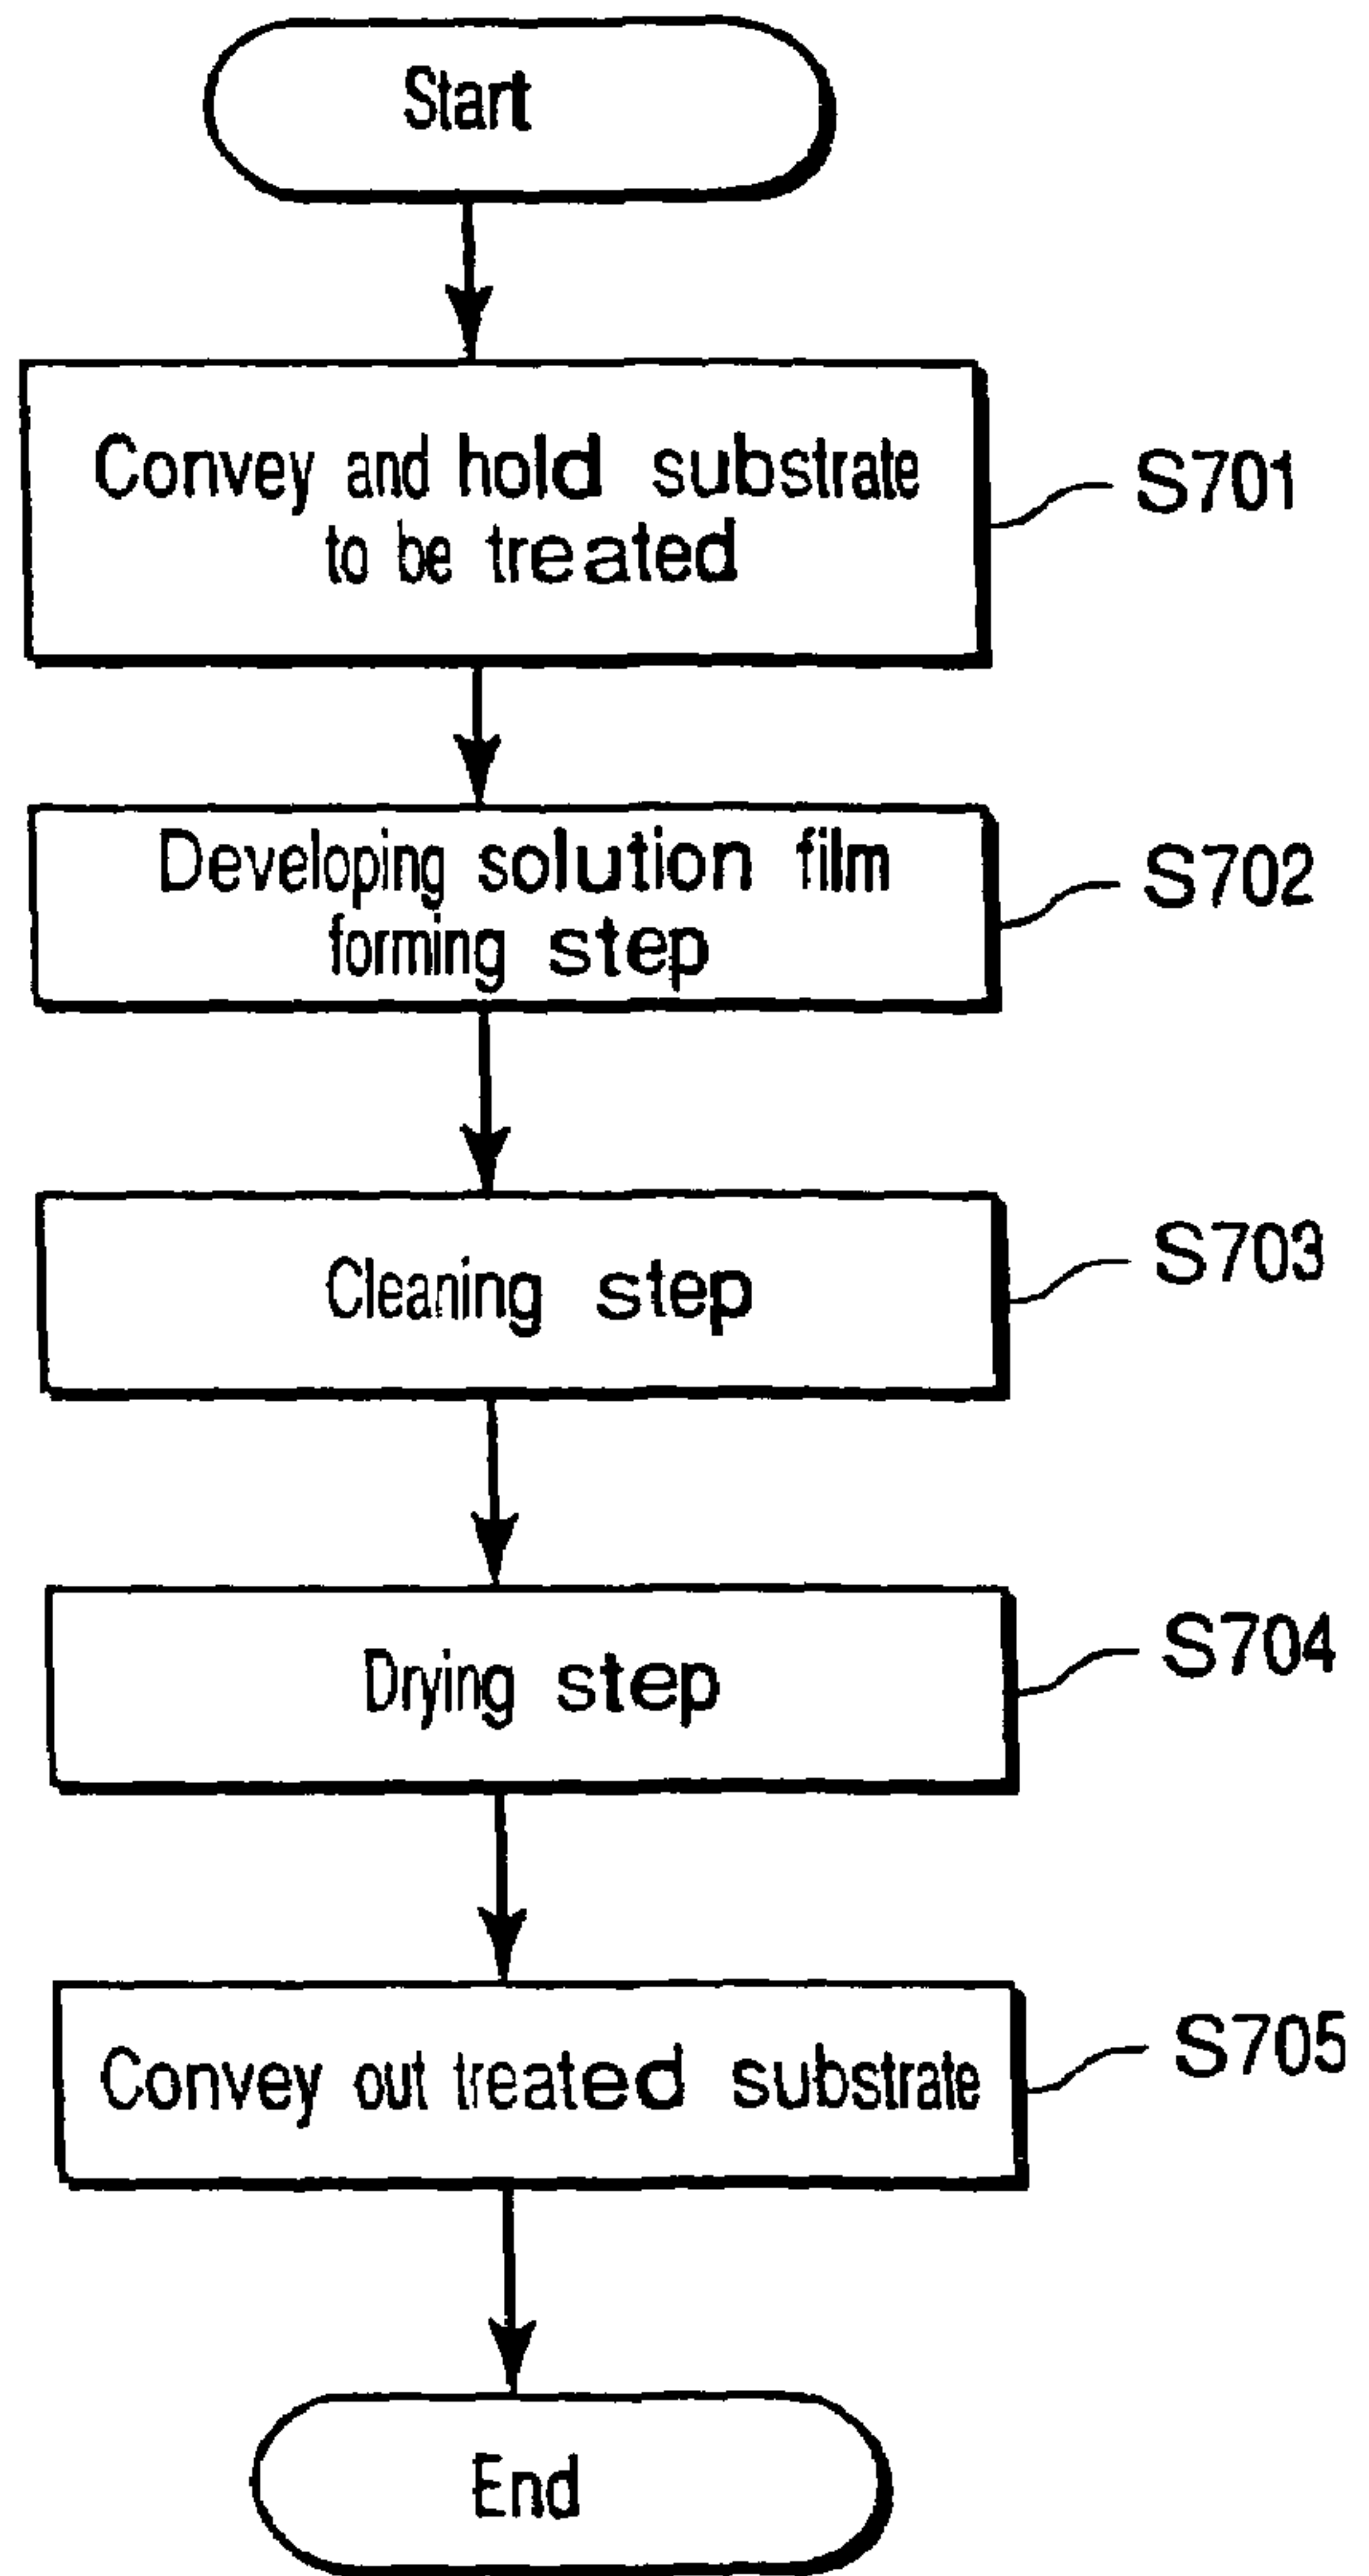 Start
Convey and hold substrate
to be treated
S701
Developing solution film
forming step
S702
Cleaning step
S703
Drying step
S704
Convey out treated substrate
S705
End